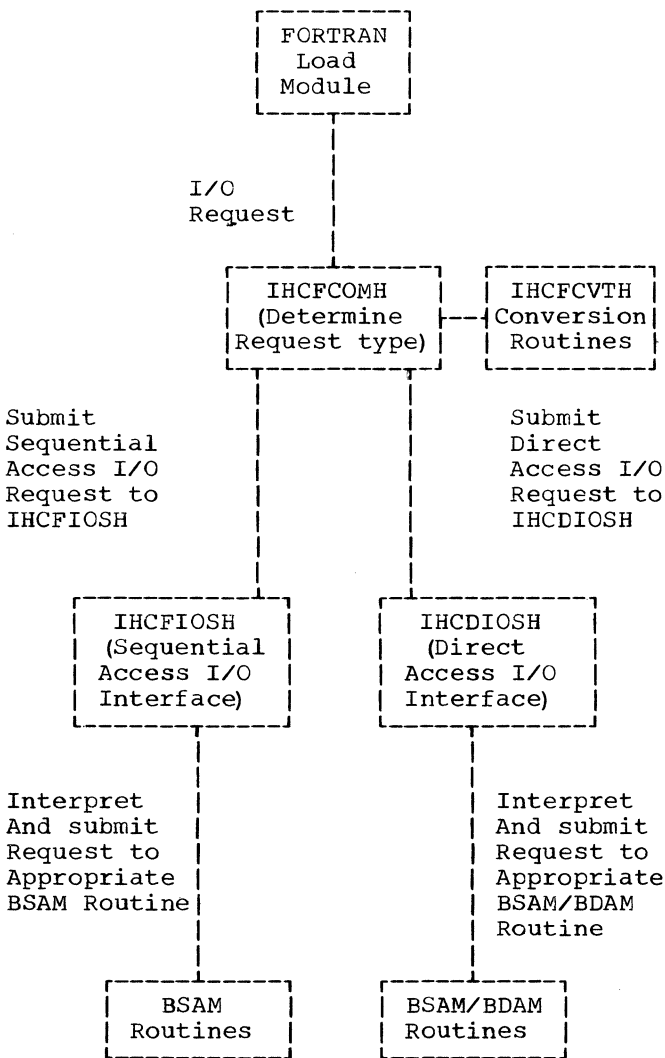 FORTRAN
Load
Module
I/O
Request
IHCFCOMH
(Determine
Request type)
IHCFCVTH
Conversion
Routines
Submit
Sequential
Access I/O
Request to
IHCFIOSH
Submit
Direct
Access I/O
Request to
IHCDIOSH
IHCFIOSH
(Sequential
Access I/O
Interface)
IHCDIOSH
(Direct
Access I/O
Interface)
Interpret
And submit
Request to
Appropriate
BSAM Routine
Interpret
And submit
Request to
Appropriate
BSAM/BDAM
Routine
BSAM
Routines
BSAM/BDAM
Routines